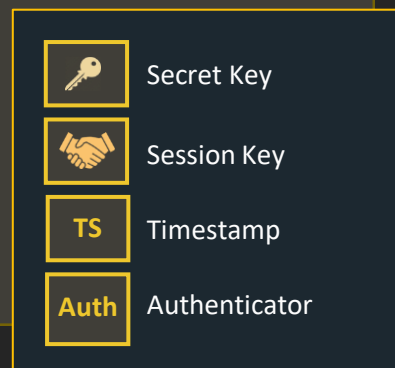 Secret Key
Session Key
TS Timestamp
Auth Authenticator